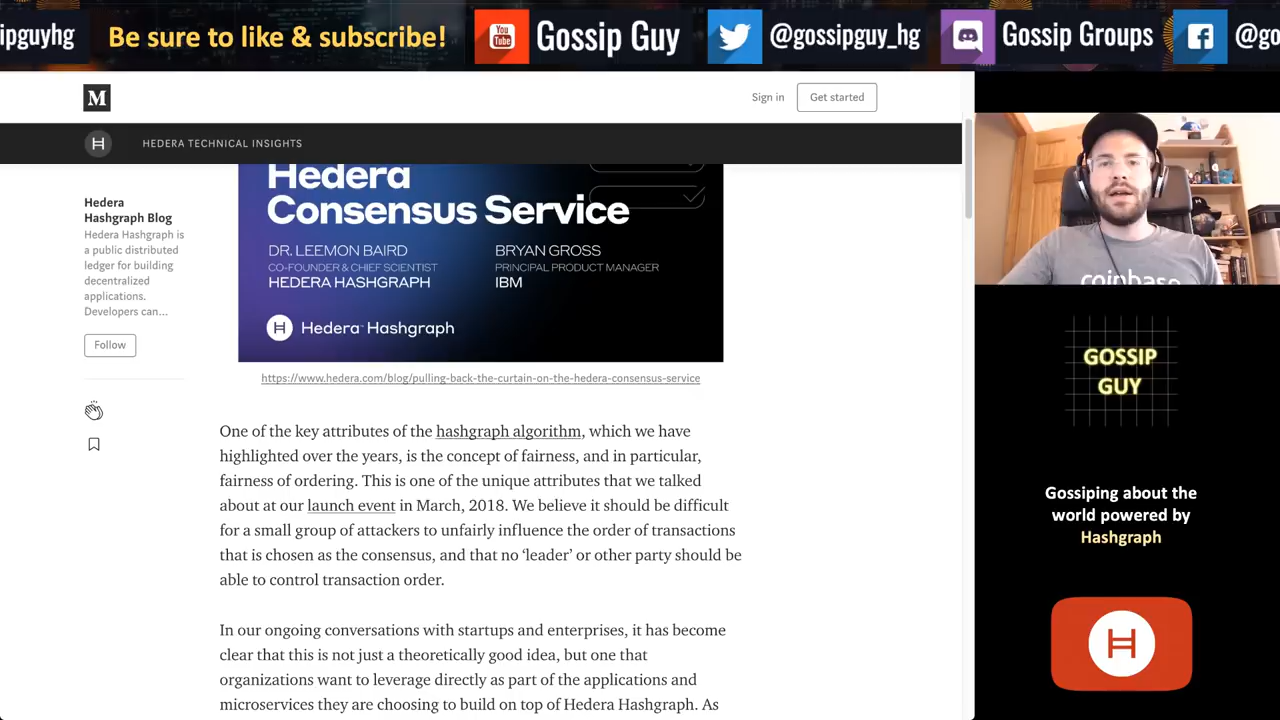 ipguyhg
Be sure to like & subscribe!
You Tube
Gossip Guy
@gossipguy_hg
Gossip Groups
@go
M
Sign in
Get started
H
HEDERA TECHNICAL INSIGHTS
Hedera
Hashgraph Blog
Hedera Hashgraph is
a public distributed
ledger for building
decentralized
applications.
Developers can...
Follow
Hedera
Consensus Service
DR. LEEMON BAIRD
CO-FOUNDER & CHIEF SCIENTIST
HEDERA HASHGRAPH
BRYAN GROSS
PRINCIPAL PRODUCT MANAGER
IBM
H Hedera™ Hashgraph
https://www.hedera.com/blog/pulling-back-the-curtain-on-the-hedera-consensus-service
One of the key attributes of the hashgraph algorithm, which we have
highlighted over the years, is the concept of fairness, and in particular,
fairness of ordering. This is one of the unique attributes that we talked
about at our launch event in March, 2018. We believe it should be difficult
for a small group of attackers to unfairly influence the order of transactions
that is chosen as the consensus, and that no ‘leader’ or other party should be
able to control transaction order.
In our ongoing conversations with startups and enterprises, it has become
clear that this is not just a theoretically good idea, but one that
organizations want to leverage directly as part of the applications and
microservices they are choosing to build on top of Hedera Hashgraph. As
coinbase
GOSSIP
GUY
Gossiping about the
world powered by
Hashgraph
H